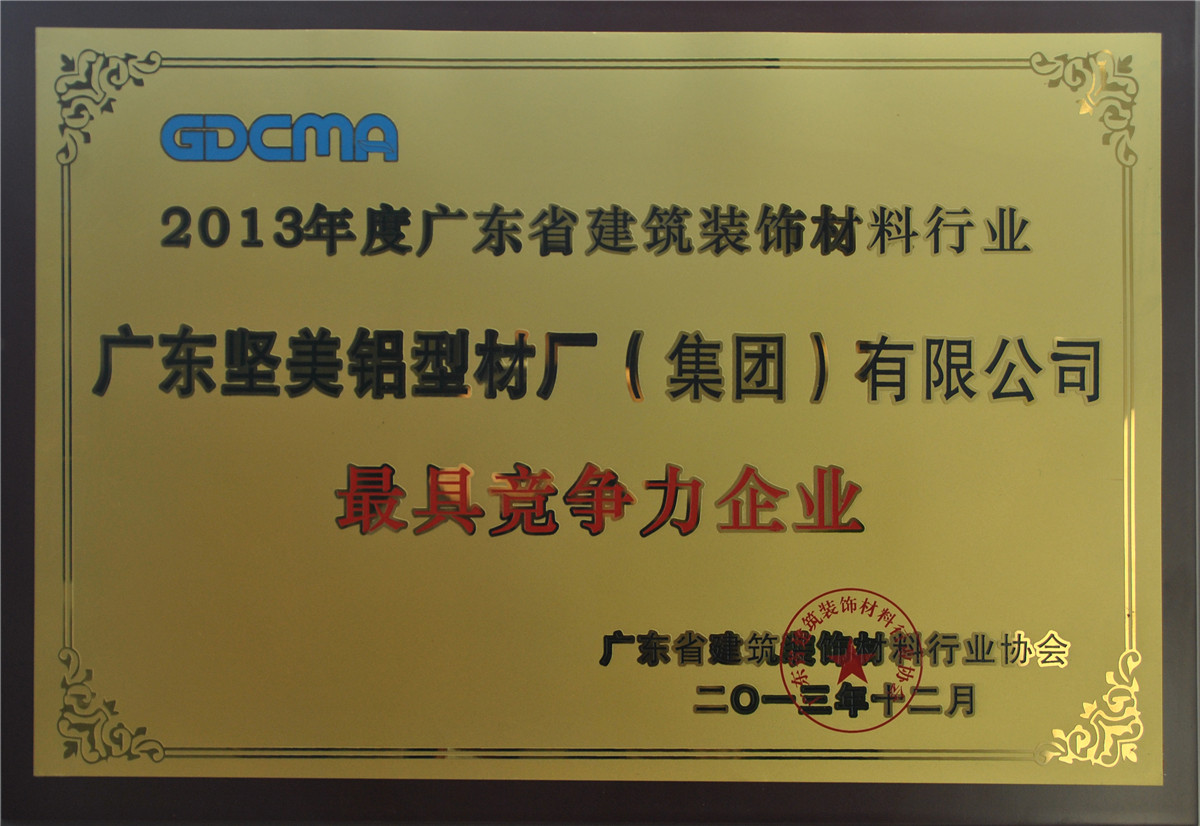 GDCMA
2013年度广东省建筑装饰材料行业
广东坚美铝型材厂（集团）有限公司
最具竞争力企业
广东省建筑装饰材料行业协会
二〇一三年十二月